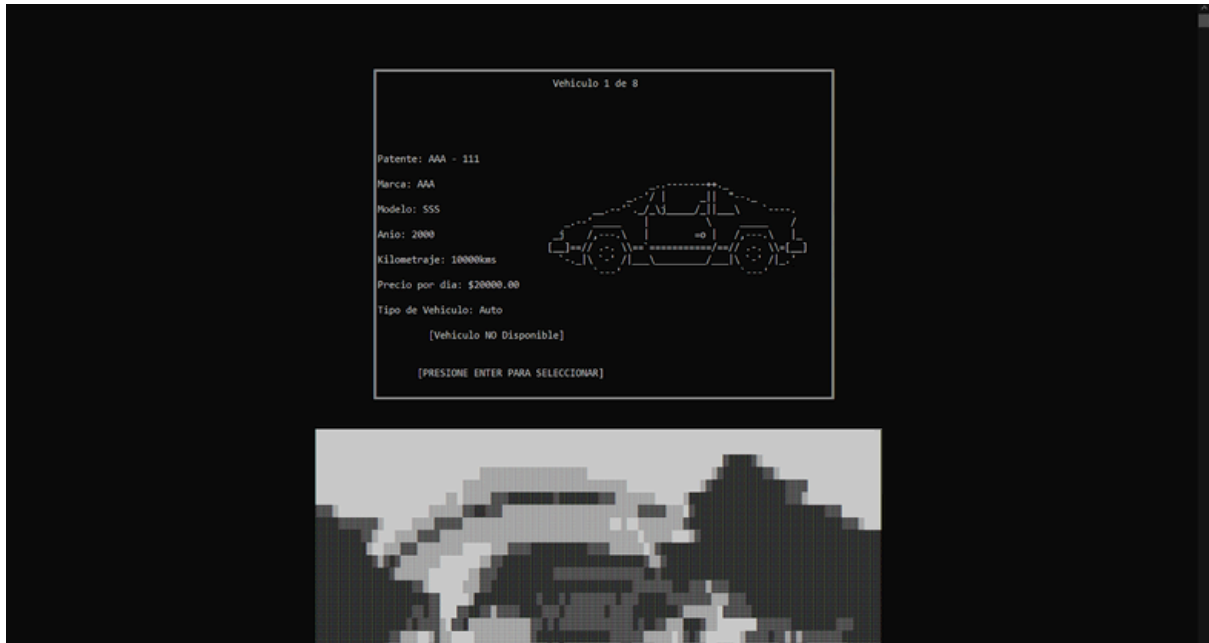 Vehiculo 1 de 8
Patente: AAA - 111
Marca: AAA
Modelo: SSS
Anio: 2000
Kilometraje: 10000kms
Precio por dia: $20000.00
Tipo de Vehiculo: Auto
[Vehiculo NO Disponible]
[PRESIONE ENTER PARA SELECCIONAR]